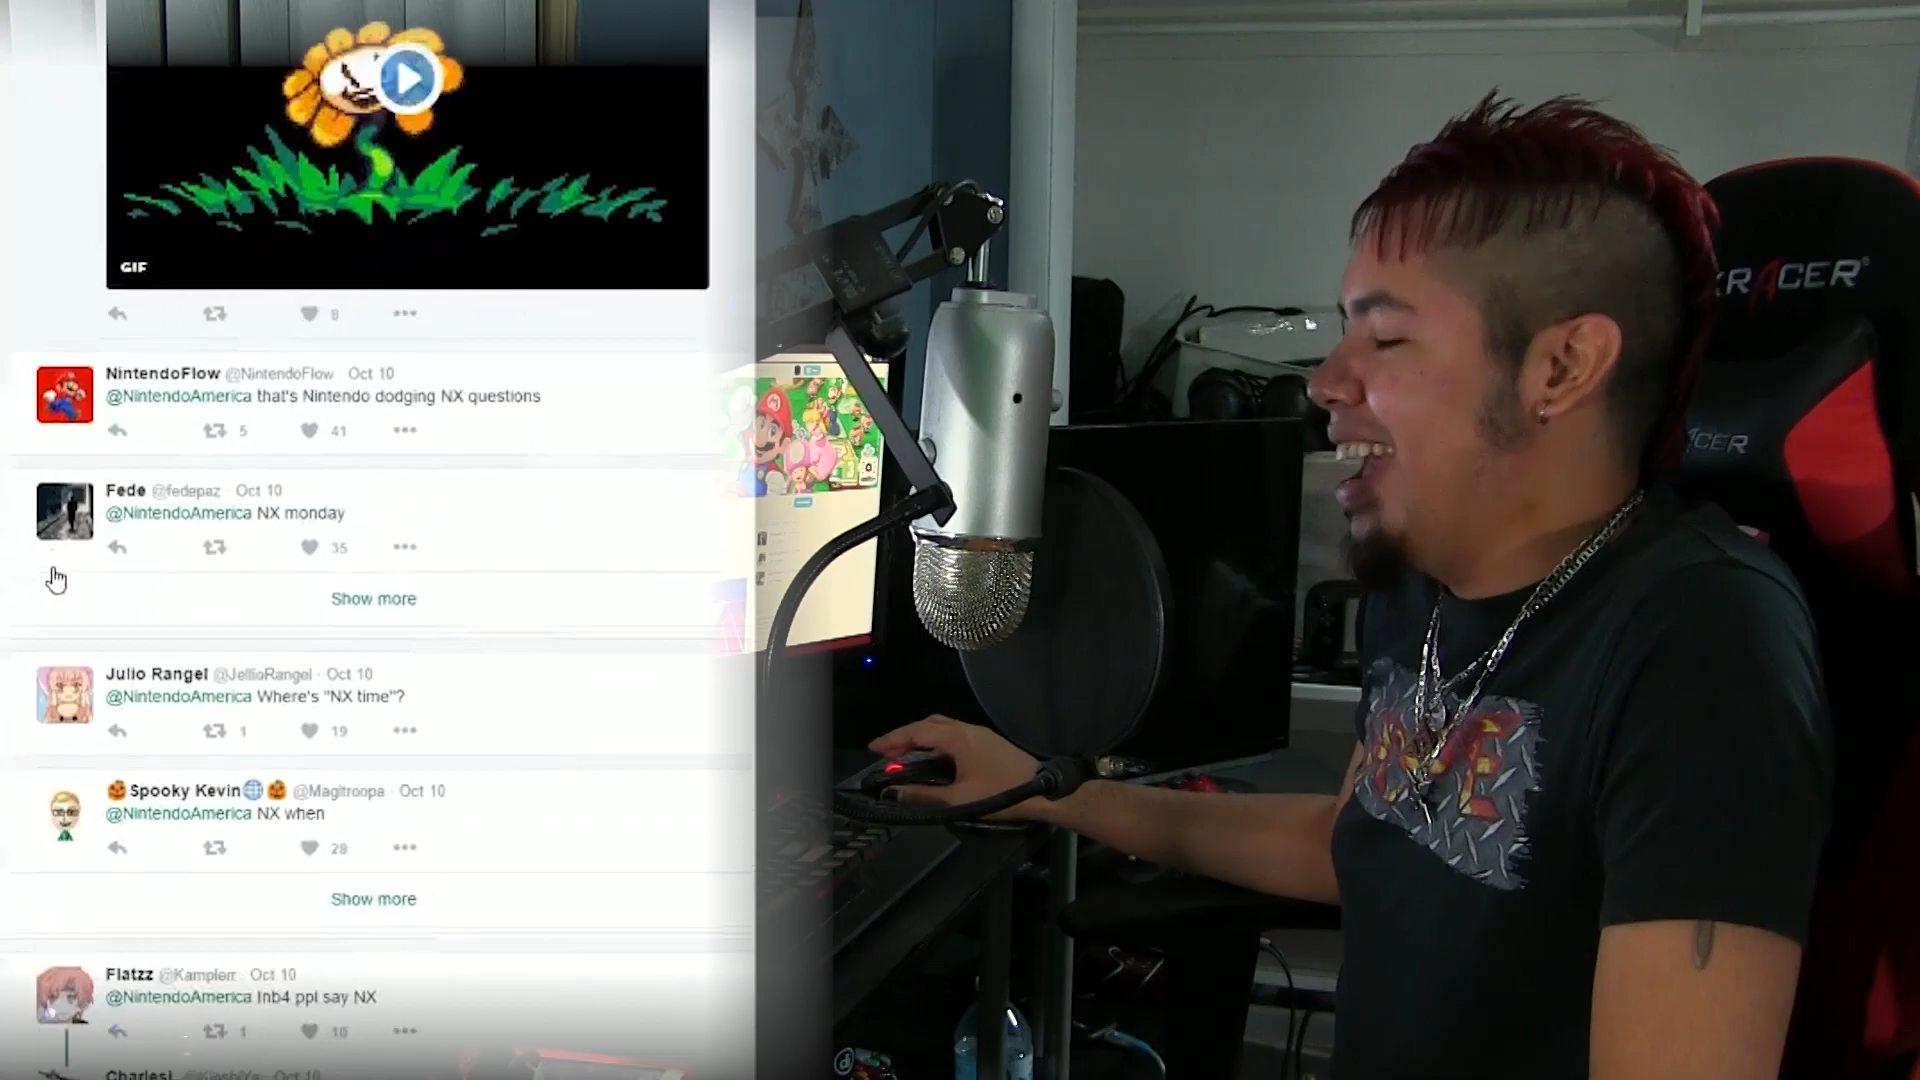 GIF
8
NintendoFlow @NintendoFlow · Oct 10
@NintendoAmerica that's Nintendo dodging NX questions
5 41
Fede @fedepaz · Oct 10
@NintendoAmerica NX monday
35
Show more
Julio Rangel @JellioRangel · Oct 10
@NintendoAmerica Where's "NX time"?
1 19
Spooky Kevin @Magitroopa · Oct 10
@NintendoAmerica NX when
28
Show more
Flatzz @Kamplerr · Oct 10
@NintendoAmerica Inb4 ppl say NX
1 10
Oct 10
RACER